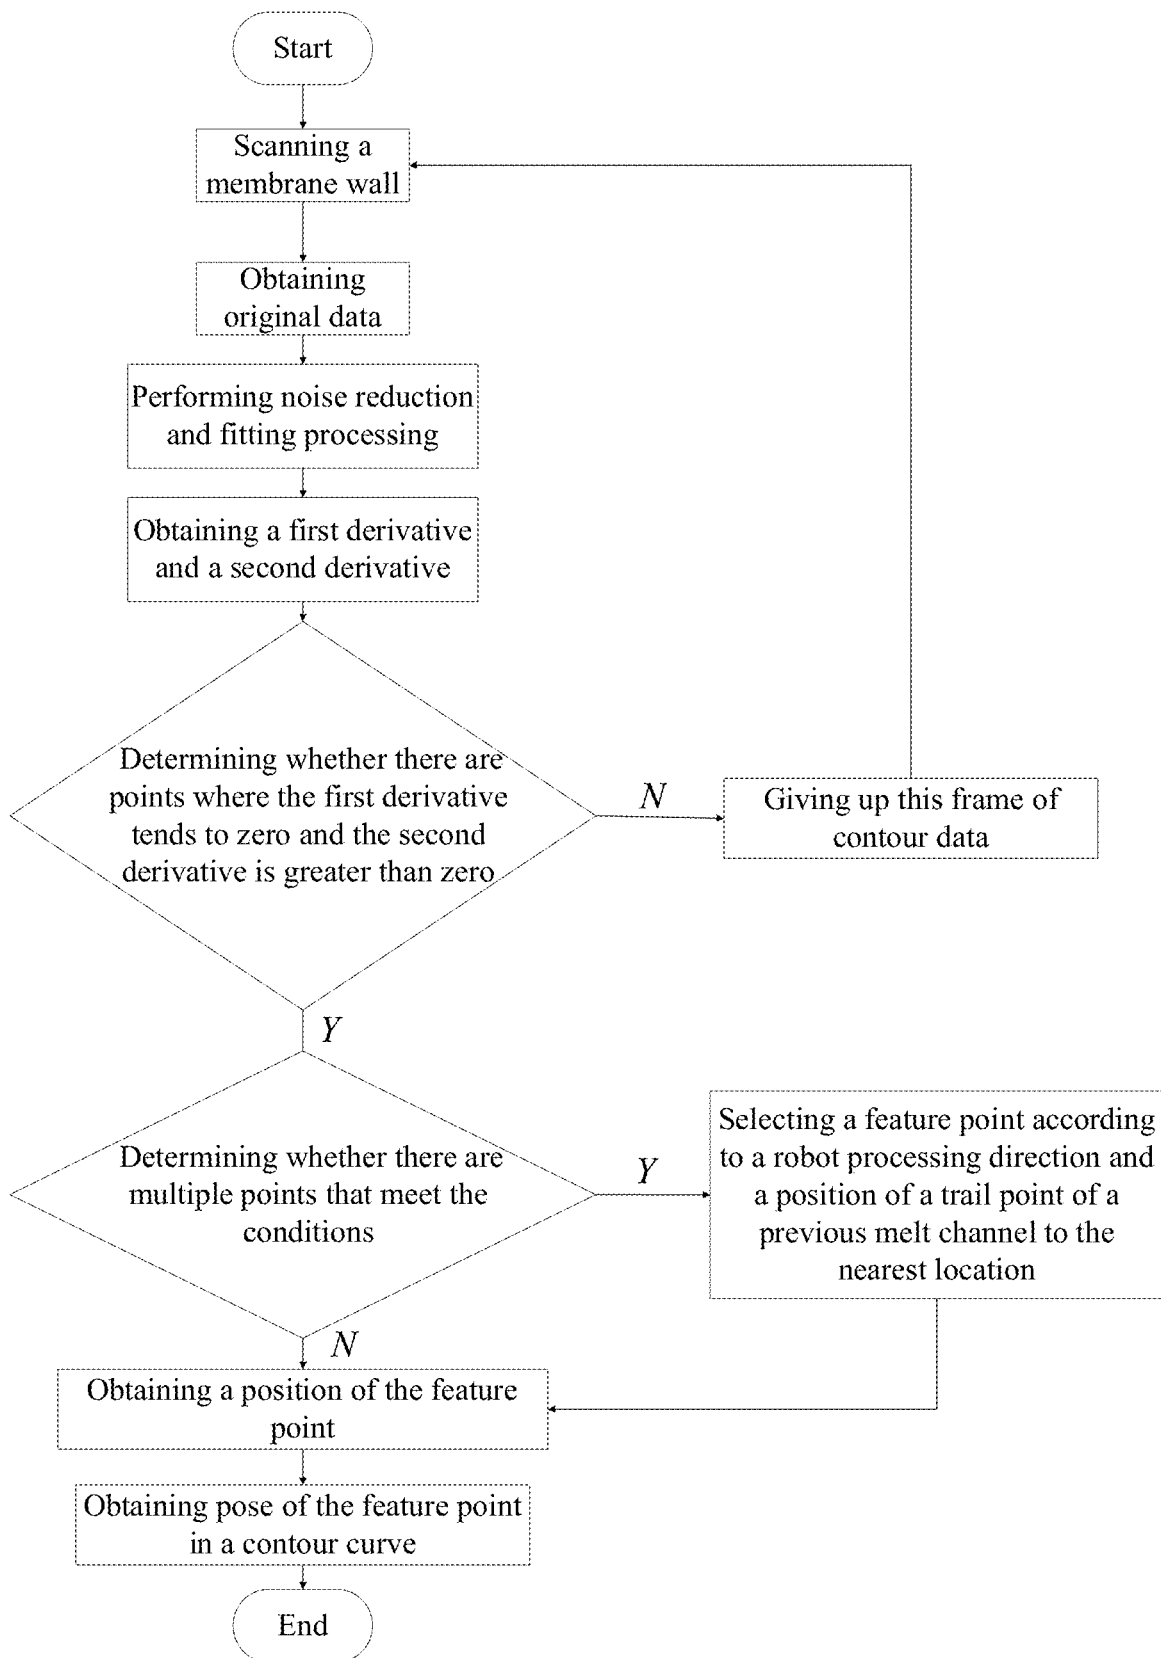 Start
Scanning a
membrane wall
Obtaining
original data
Performing noise reduction
and fitting processing
Obtaining a first derivative
and a second derivative
Determining whether there are
points where the first derivative
tends to zero and the second
derivative is greater than zero
N
Giving up this frame of
contour data
Y
Determining whether there are
multiple points that meet the
conditions
Y
Selecting a feature point according
to a robot processing direction and
a position of a trail point of a
previous melt channel to the
nearest location
N
Obtaining a position of the feature
point
Obtaining pose of the feature point
in a contour curve
End